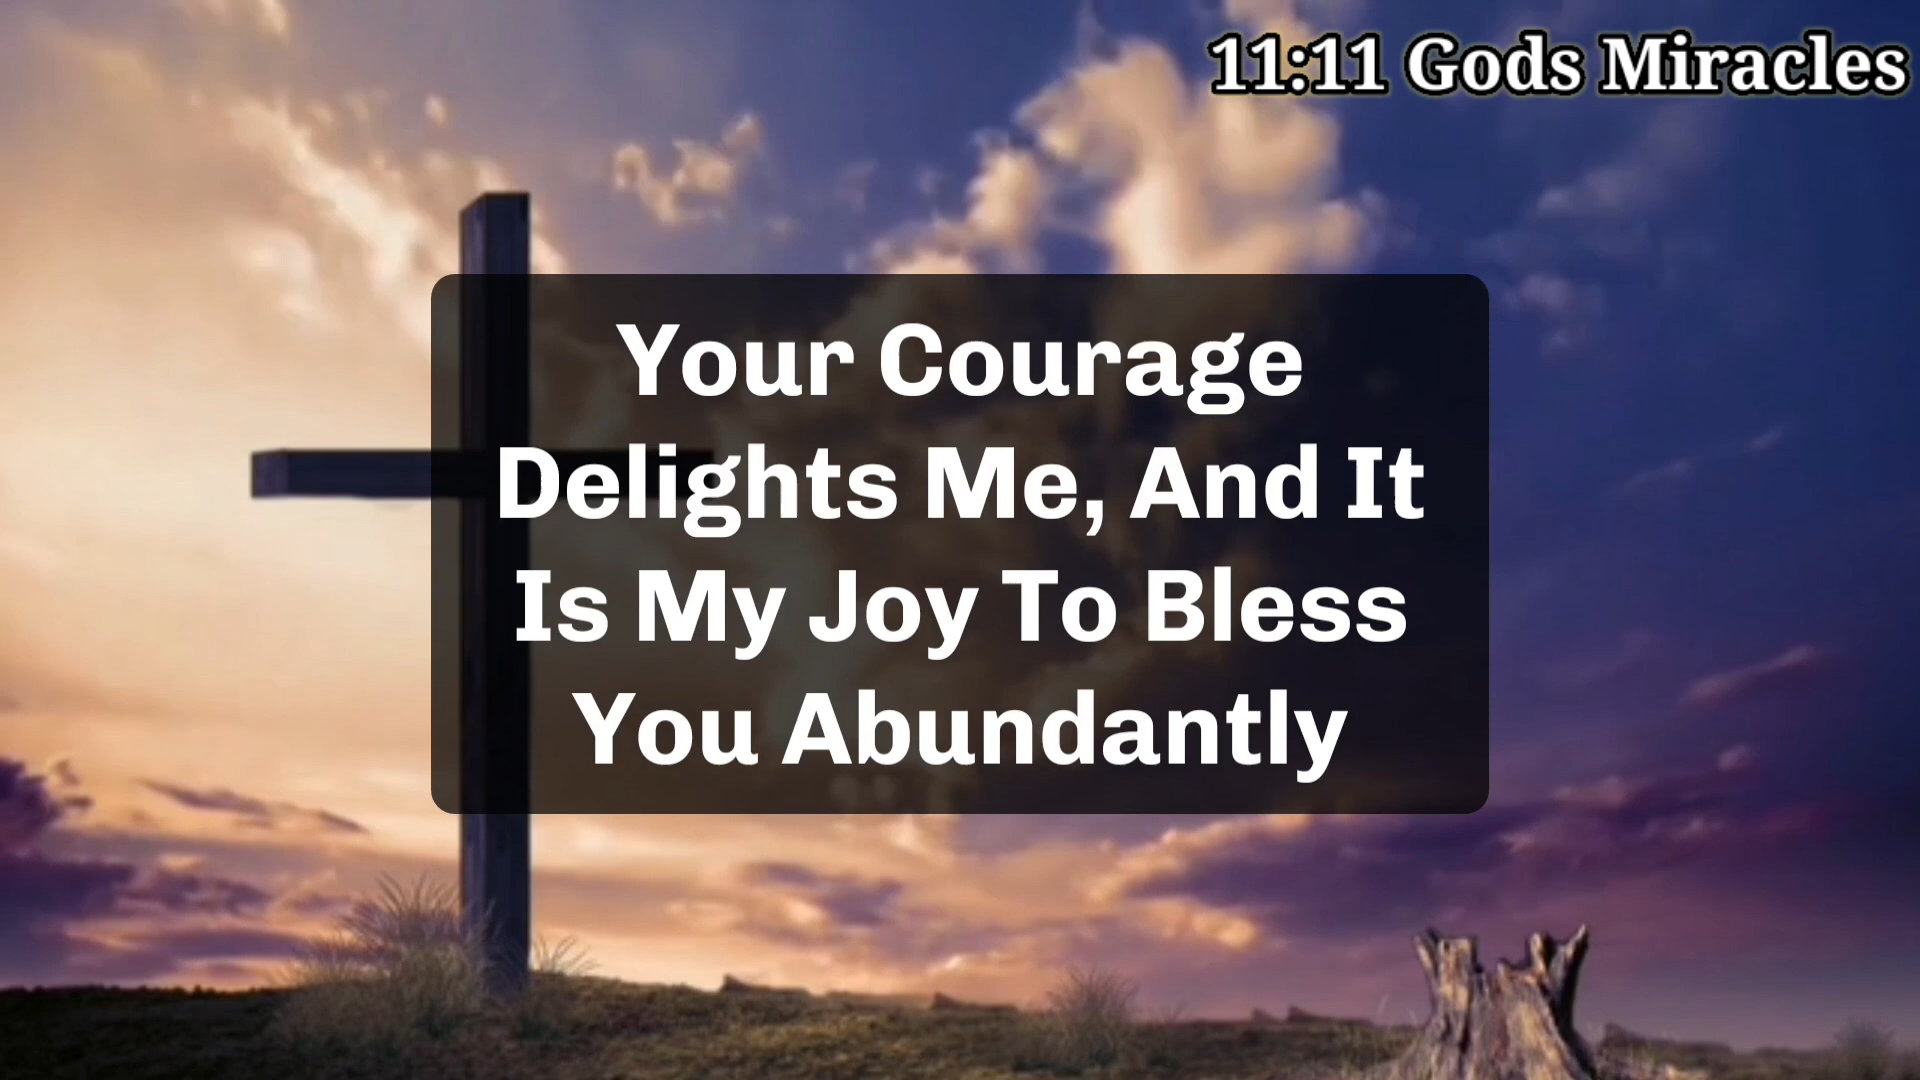 11:11 Gods Miracles
Your Courage
Delights Me, And It
Is My Joy To Bless
You Abundantly